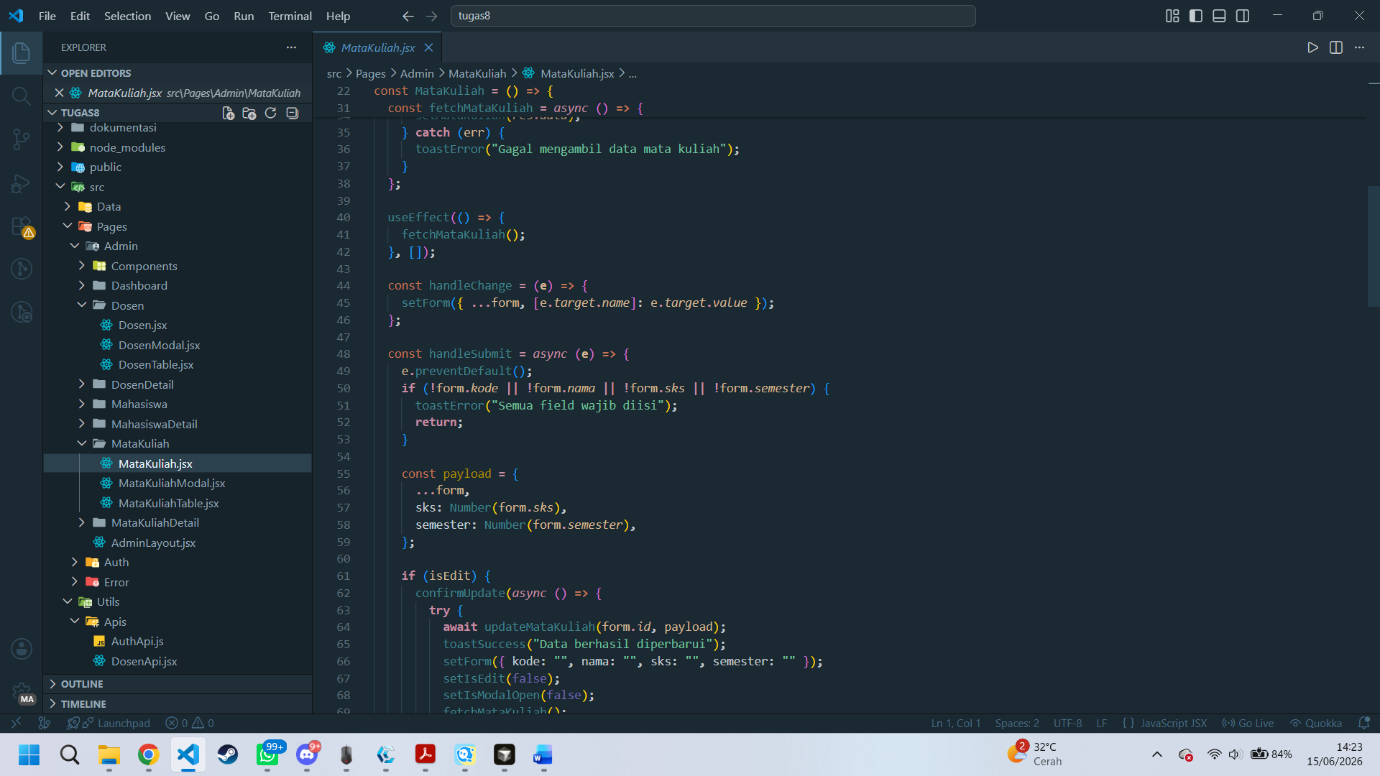 File Edit Selection View Go Run Terminal Help
tugas8
EXPLORER
OPEN EDITORS
MataKuliah.jsx src\Pages\Admin\MataKuliah
TUGAS8
dokumentasi
node_modules
public
src
Data
Pages
Admin
Components
Dashboard
Dosen
Dosen.jsx
DosenModal.jsx
DosenTable.jsx
DosenDetail
Mahasiswa
MahasiswaDetail
MataKuliah
MataKuliah.jsx
MataKuliahModal.jsx
MataKuliahTable.jsx
MataKuliahDetail
AdminLayout.jsx
Auth
Error
Utils
Apis
AuthApi.js
DosenApi.jsx
OUTLINE
TIMELINE
MA
MataKuliah.jsx
src > Pages > Admin > MataKuliah > MataKuliah.jsx > ...
22 const MataKuliah = () => {
31 const fetchMataKuliah = async () => {
35 } catch (err) {
36 toastError("Gagal mengambil data mata kuliah");
37 }
38 };
39
40 useEffect(() => {
41 fetchMataKuliah();
42 }, []);
43
44 const handleChange = (e) => {
45 setForm({ ...form, [e.target.name]: e.target.value });
46 };
47
48 const handleSubmit = async (e) => {
49 e.preventDefault();
50 if (!form.kode || !form.nama || !form.sks || !form.semester) {
51 toastError("Semua field wajib diisi");
52 return;
53 }
54
55 const payload = {
56 ...form,
57 sks: Number(form.sks),
58 semester: Number(form.semester),
59 };
60
61 if (isEdit) {
62 confirmUpdate(async () => {
63 try {
64 await updateMataKuliah(form.id, payload);
65 toastSuccess("Data berhasil diperbarui");
66 setForm({ kode: "", nama: "", sks: "", semester: "" });
67 setIsEdit(false);
68 setIsModalOpen(false);
69 fetchMataKuliah();
Launchpad 0 0
Ln 1, Col 1 Spaces: 2 UTF-8 LF { } JavaScript JSX Go Live Quokka
99+
9+
2
32°C
Cerah
84%
14:23
15/06/2026